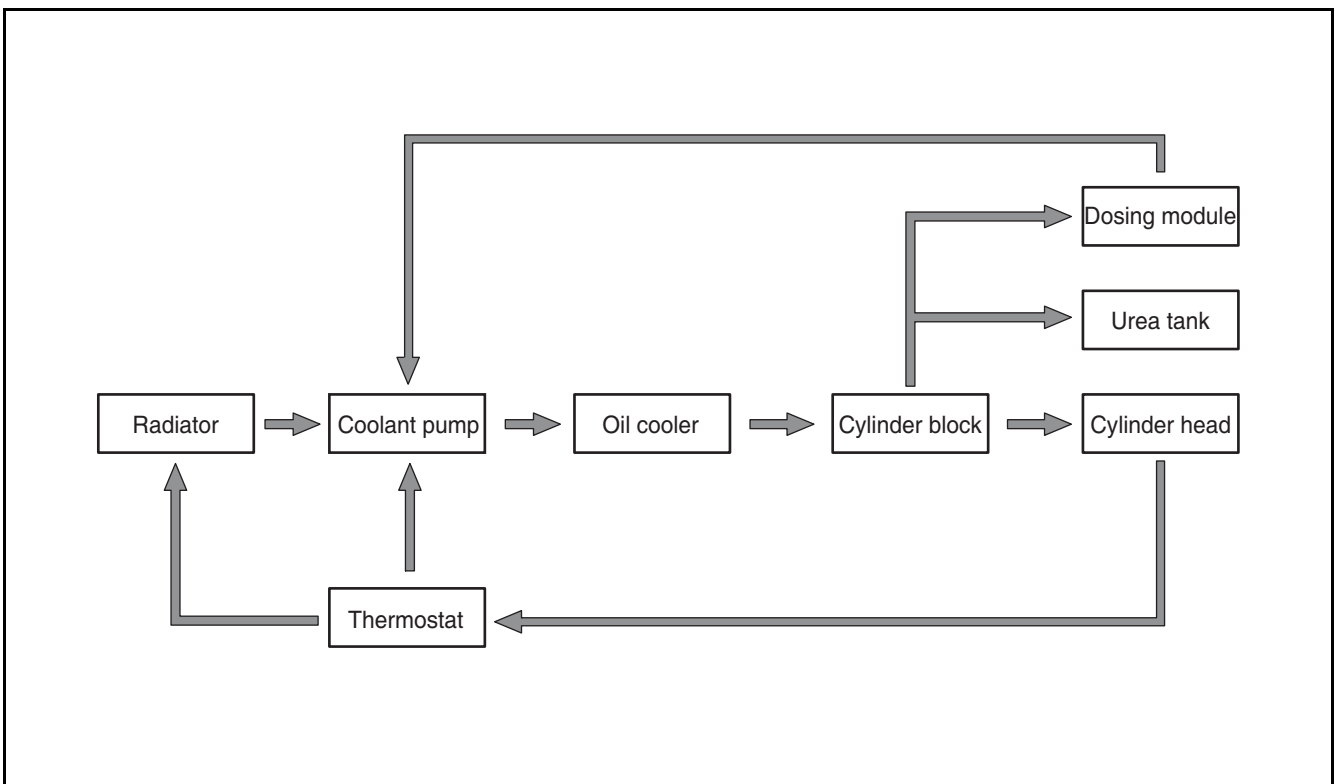 Dosing module
Urea tank
Radiator
Coolant pump
Oil cooler
Cylinder block
Cylinder head
Thermostat